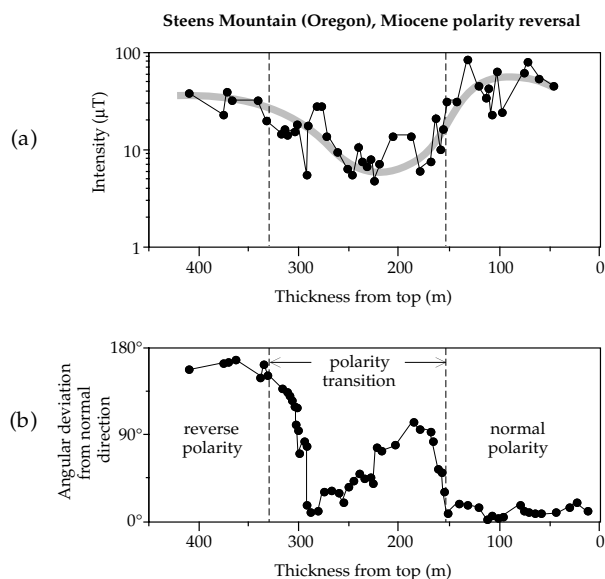 Steens Mountain (Oregon), Miocene polarity reversal
(a)
Intensity (μT)
100
10
1
400 300 200 100 0
Thickness from top (m)
(b)
Angular deviation
from normal
direction
180°
90°
0°
polarity
transition
reverse
polarity
normal
polarity
400 300 200 100 0
Thickness from top (m)